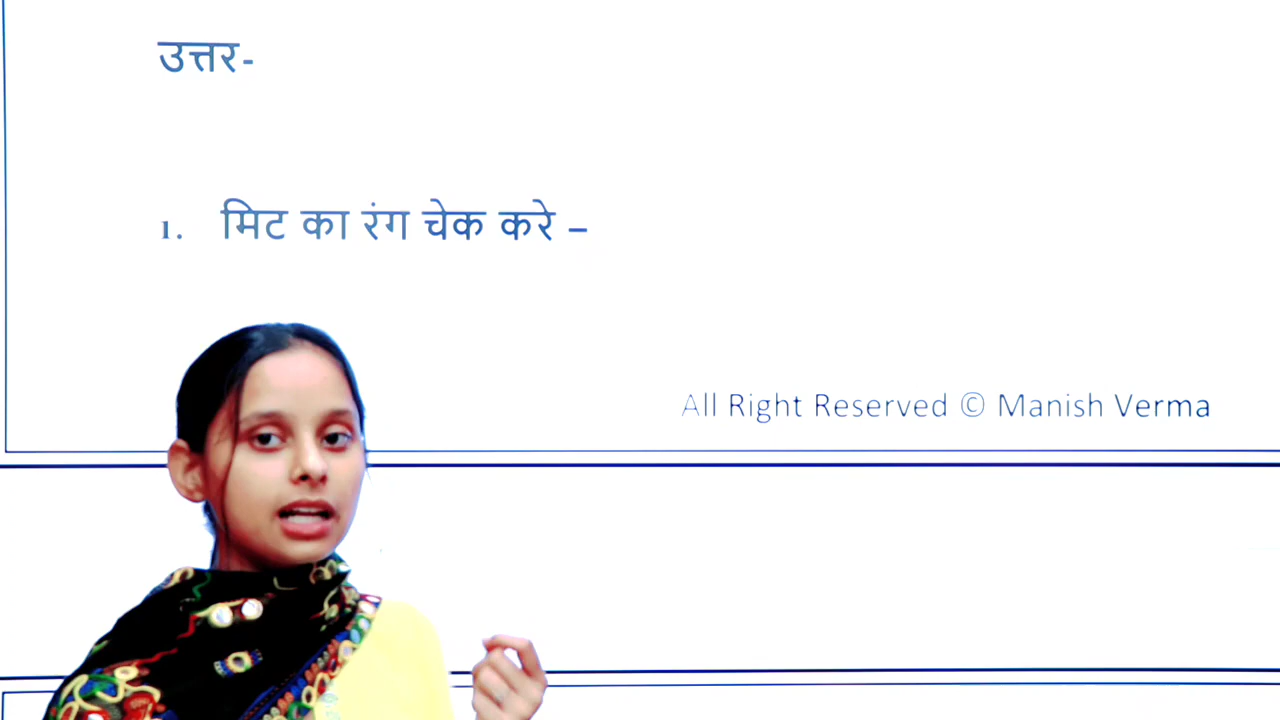 उत्तर-
1. मिट का रंग चेक करे –
All Right Reserved © Manish Verma